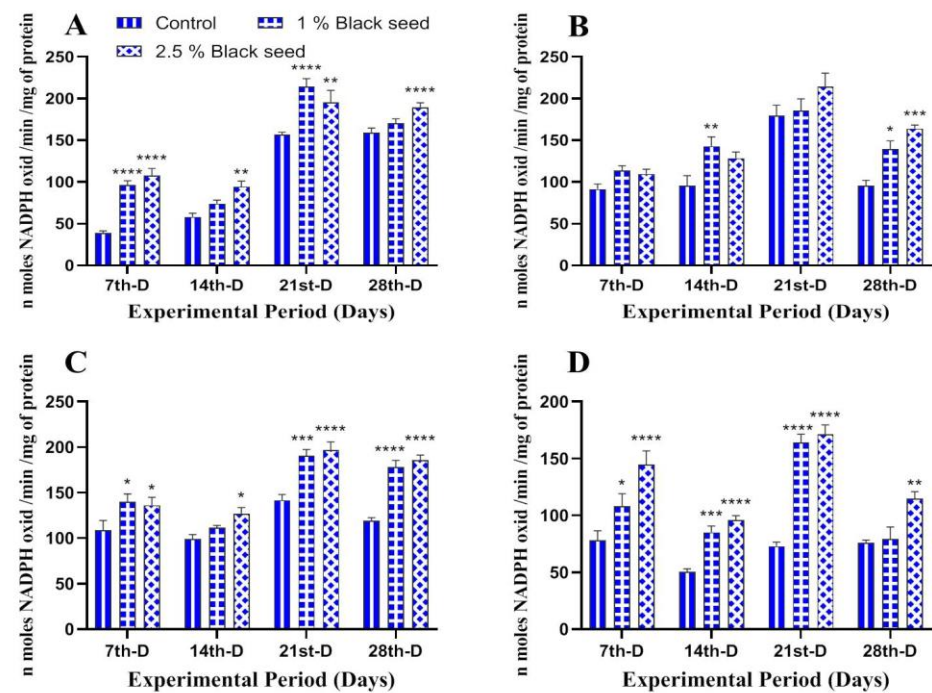 A
Control
1 % Black seed
2.5 % Black seed
n moles NADPH oxid /min /mg of protein
250
200
150
100
50
0
**** **** ** **** ** ****
7th-D 14th-D 21st-D 28th-D
Experimental Period (Days)
B
n moles NADPH oxid /min /mg of protein
250
200
150
100
50
0
** * ***
7th-D 14th-D 21st-D 28th-D
Experimental Period (Days)
C
n moles NADPH oxid /min /mg of protein
250
200
150
100
50
0
* * * *** **** **** ****
7th-D 14th-D 21st-D 28th-D
Experimental Period (Days)
D
n moles NADPH oxid /min /mg of protein
200
150
100
50
0
* **** *** **** **** **** **
7th-D 14th-D 21st-D 28th-D
Experimental Period (Days)